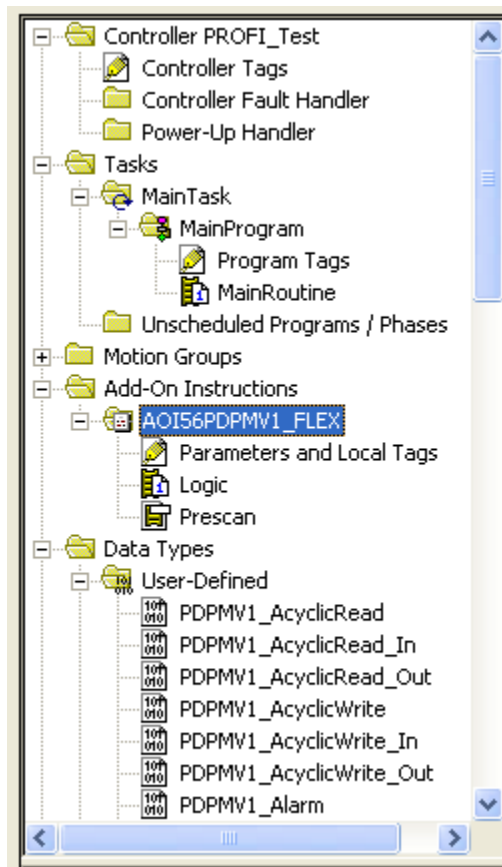 Controller PROFI_Test
Controller Tags
Controller Fault Handler
Power-Up Handler
Tasks
MainTask
MainProgram
Program Tags
MainRoutine
Unscheduled Programs / Phases
Motion Groups
Add-On Instructions
AOI56PDPMV1_FLEX
Parameters and Local Tags
Logic
Prescan
Data Types
User-Defined
PDPMV1_AcyclicRead
PDPMV1_AcyclicRead_In
PDPMV1_AcyclicRead_Out
PDPMV1_AcyclicWrite
PDPMV1_AcyclicWrite_In
PDPMV1_AcyclicWrite_Out
PDPMV1_Alarm